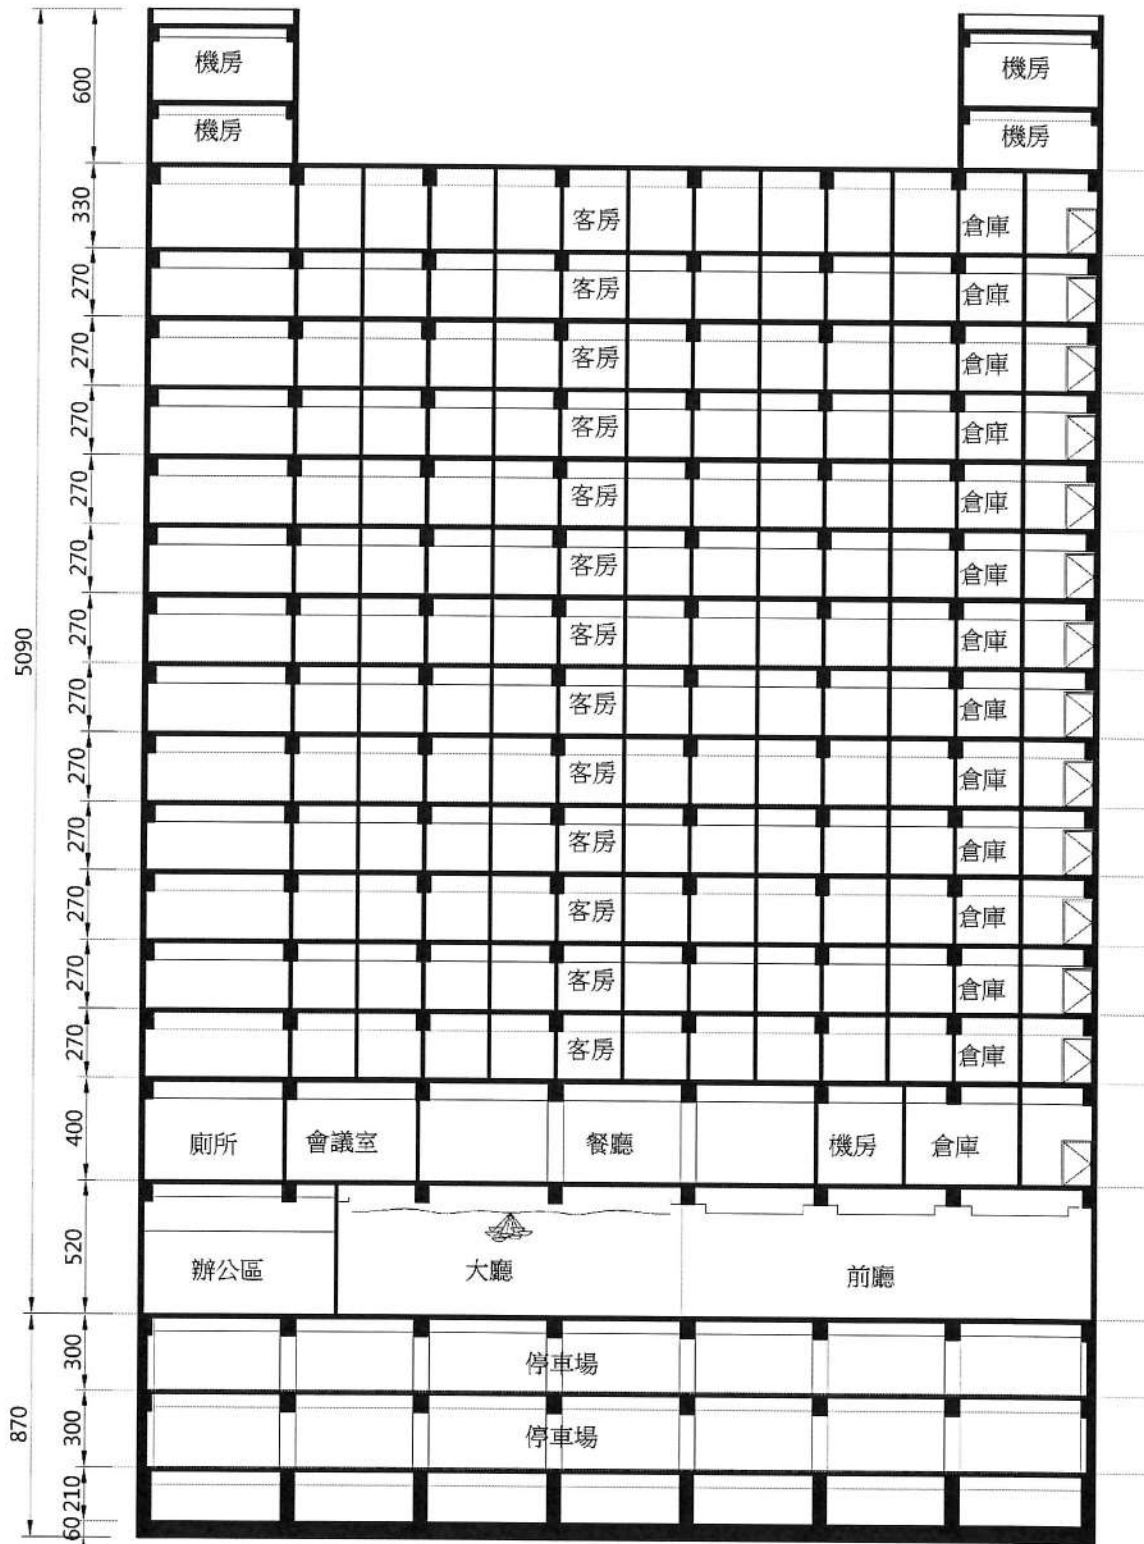 機房 機房
600
機房 機房
330 客房 倉庫
270 客房 倉庫
270 客房 倉庫
270 客房 倉庫
270 客房 倉庫
270 客房 倉庫
270 客房 倉庫
5090
270 客房 倉庫
270 客房 倉庫
270 客房 倉庫
270 客房 倉庫
270 客房 倉庫
270 客房 倉庫
400 廁所 會議室 餐廳 機房 倉庫
520 辦公區 大廳 前廳
300 停車場
870
300 停車場
210
60